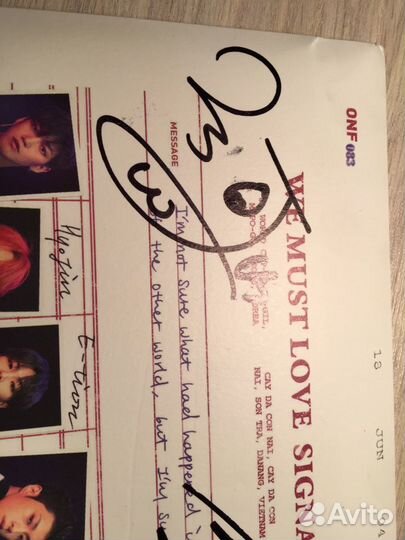 ONF 083
WE MUST LOVE SIGNA
13 JUN
CAY DA CON NAI, CAY DA CON
NAI, SON TRA, DANANG, VIETNAM
MESSAGE
I'm not sure what had happened
the other world, but I'm
Hyojin
E-tion
Avito